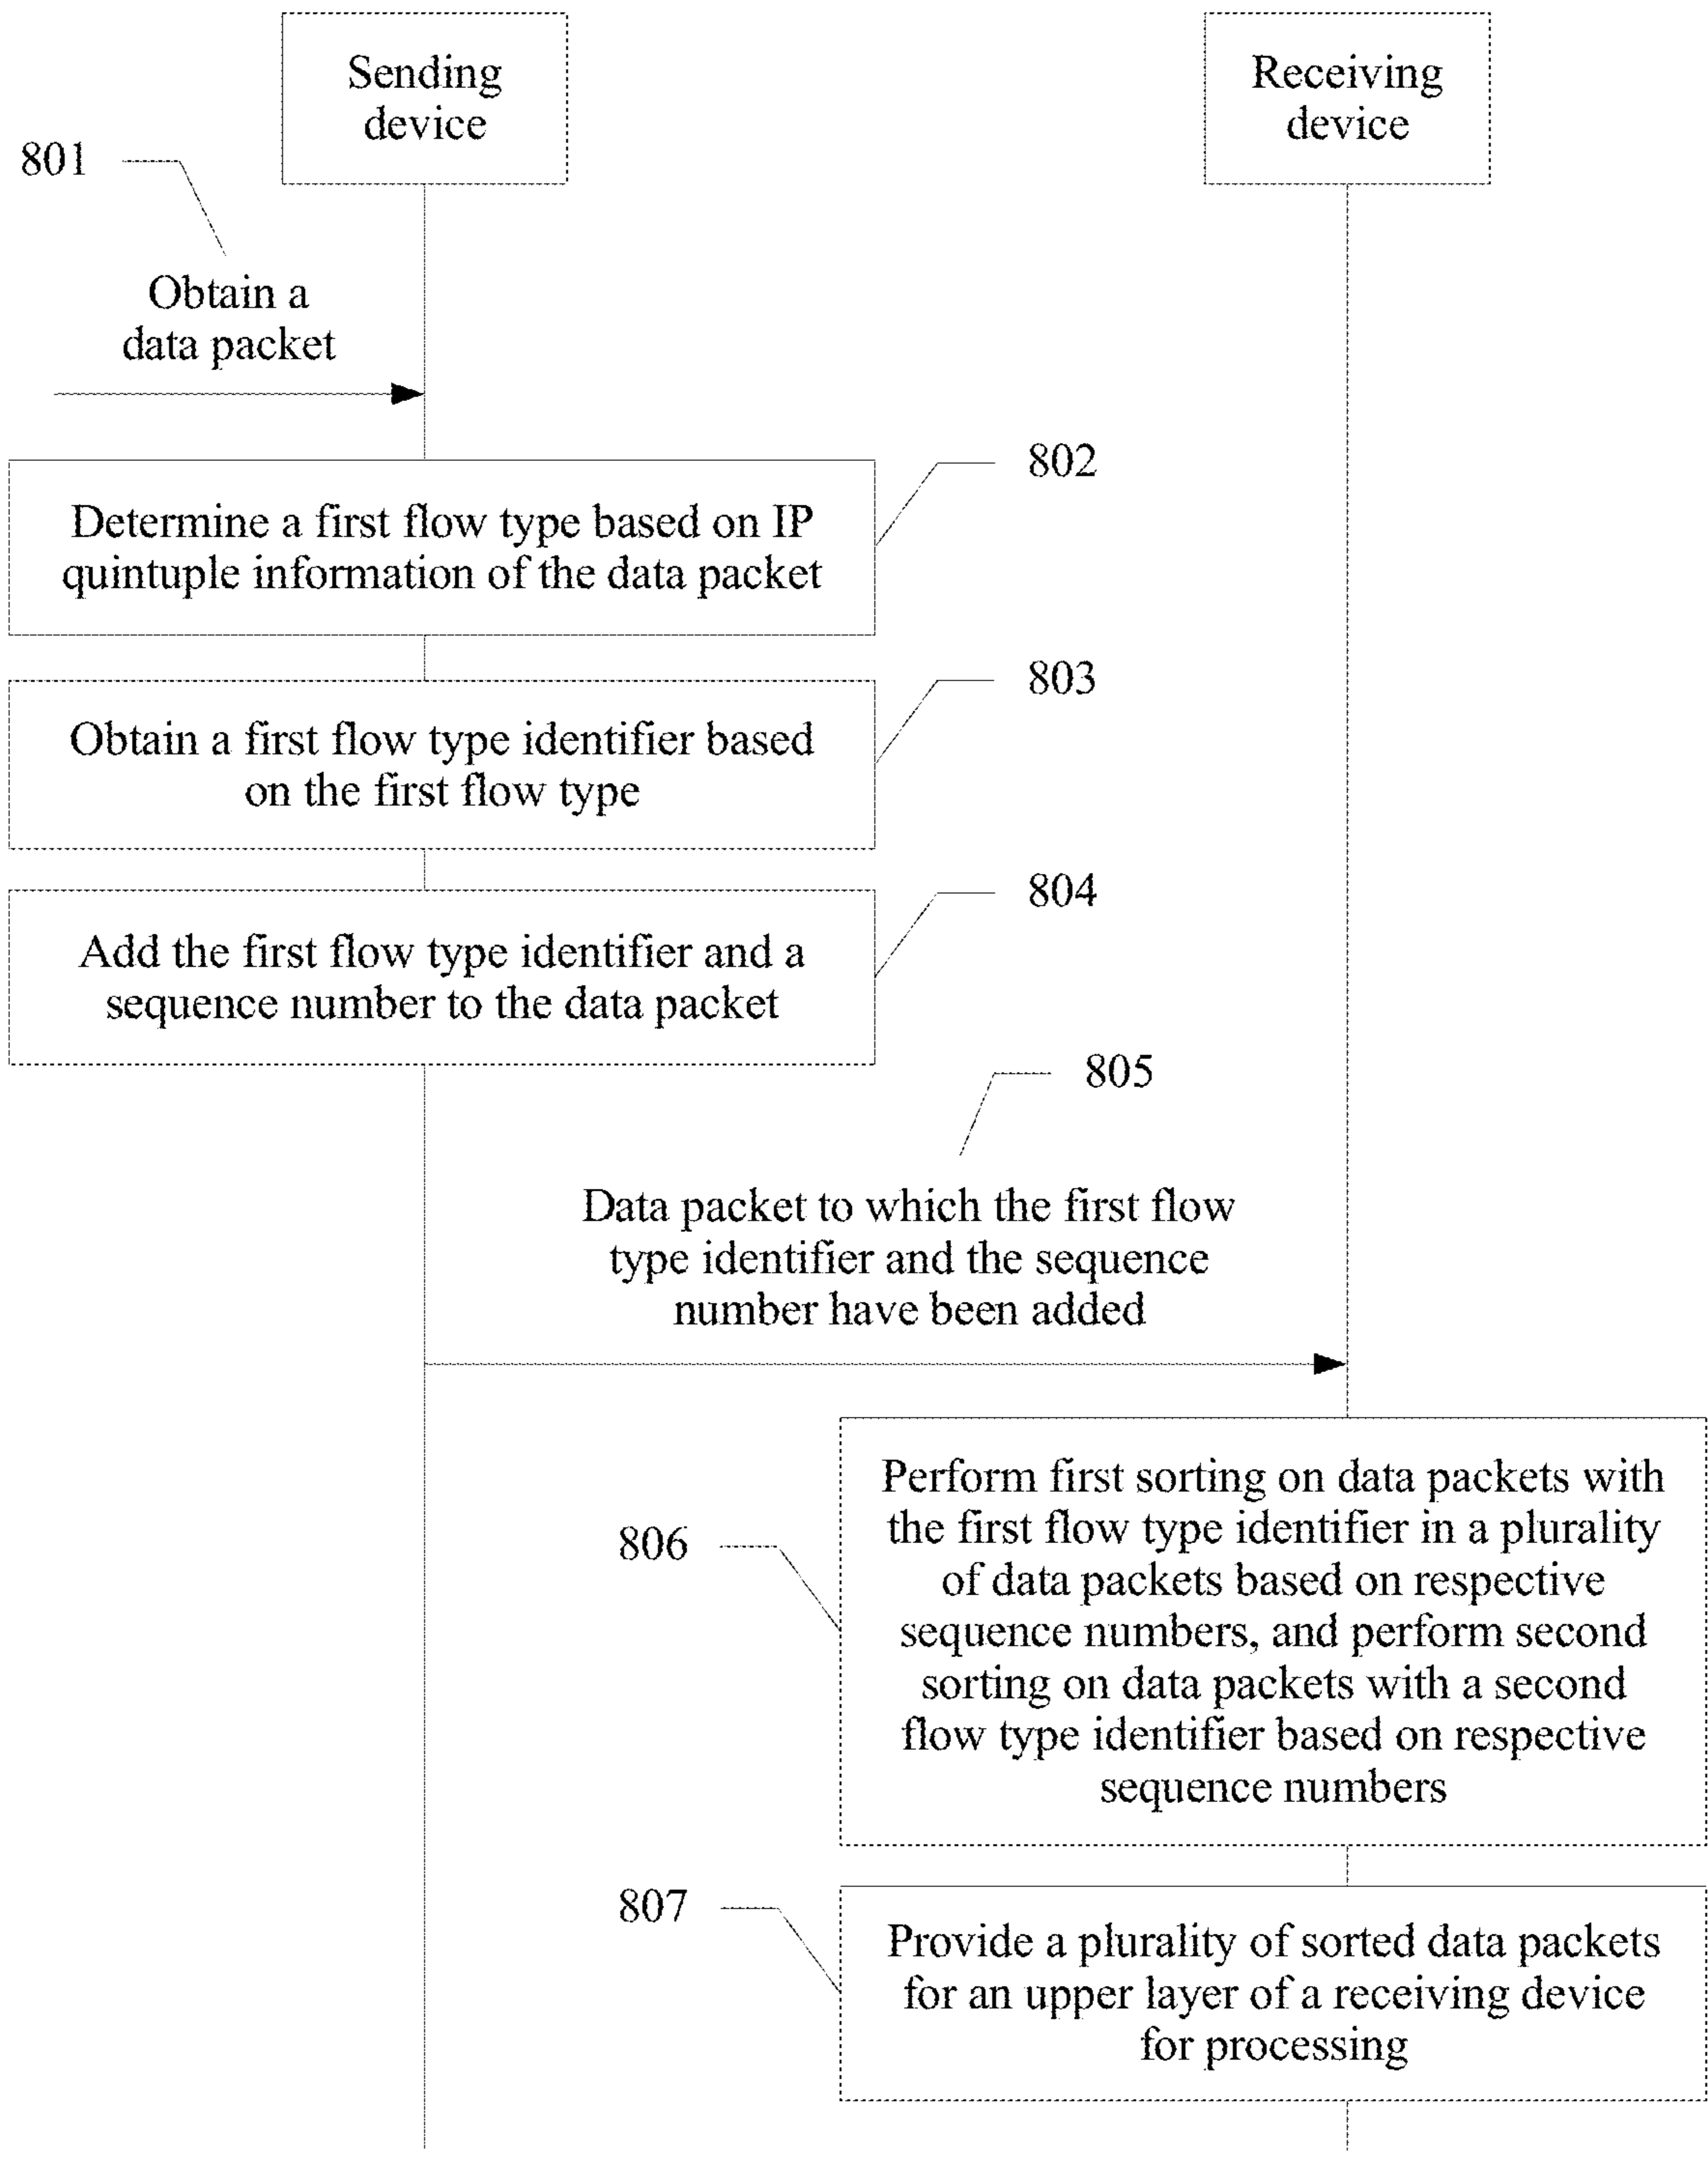 Sending
device
Receiving
device
801
Obtain a
data packet
802
Determine a first flow type based on IP
quintuple information of the data packet
803
Obtain a first flow type identifier based
on the first flow type
804
Add the first flow type identifier and a
sequence number to the data packet
805
Data packet to which the first flow
type identifier and the sequence
number have been added
806
Perform first sorting on data packets with
the first flow type identifier in a plurality
of data packets based on respective
sequence numbers, and perform second
sorting on data packets with a second
flow type identifier based on respective
sequence numbers
807
Provide a plurality of sorted data packets
for an upper layer of a receiving device
for processing